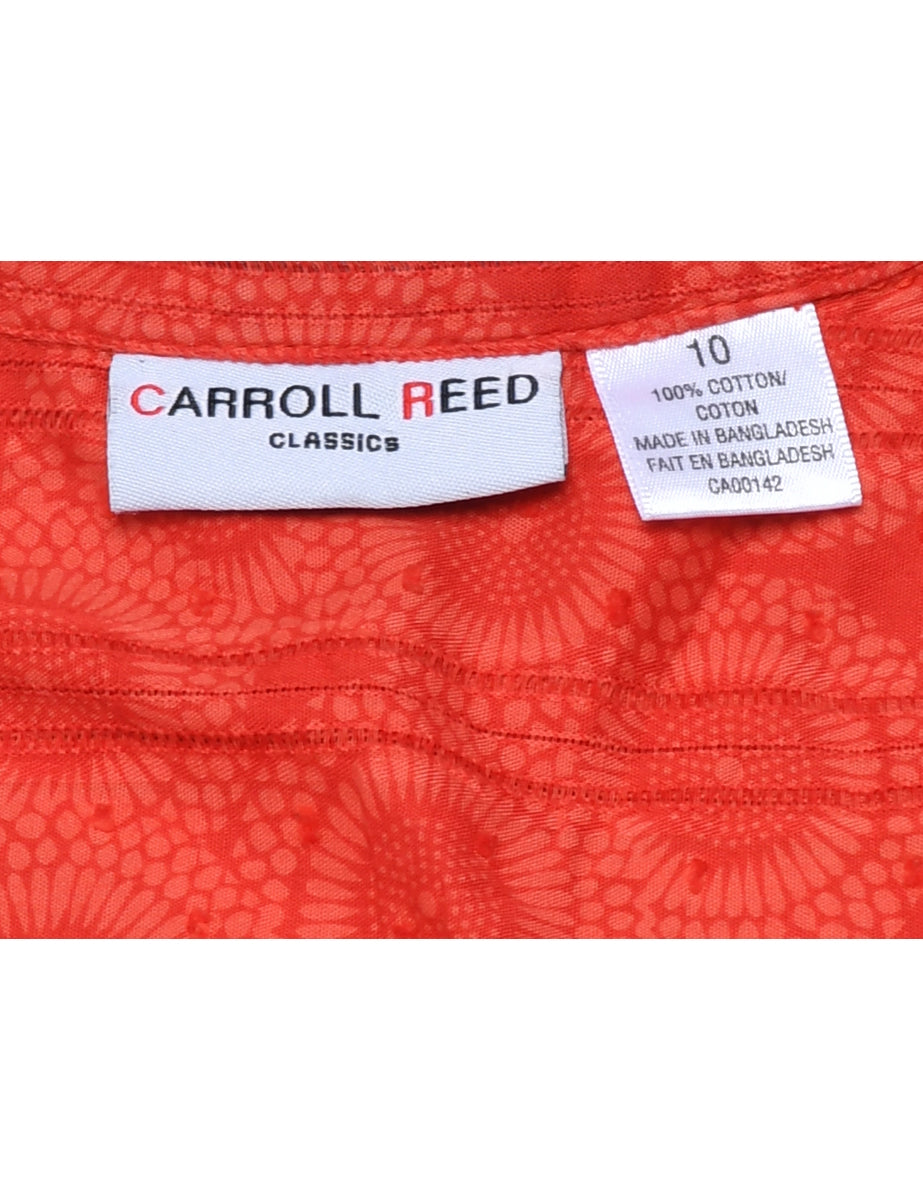 CARROLL REED
CLASSICS
10
100% COTTON/
COTON
MADE IN BANGLADESH
FAIT EN BANGLADESH
CA00142